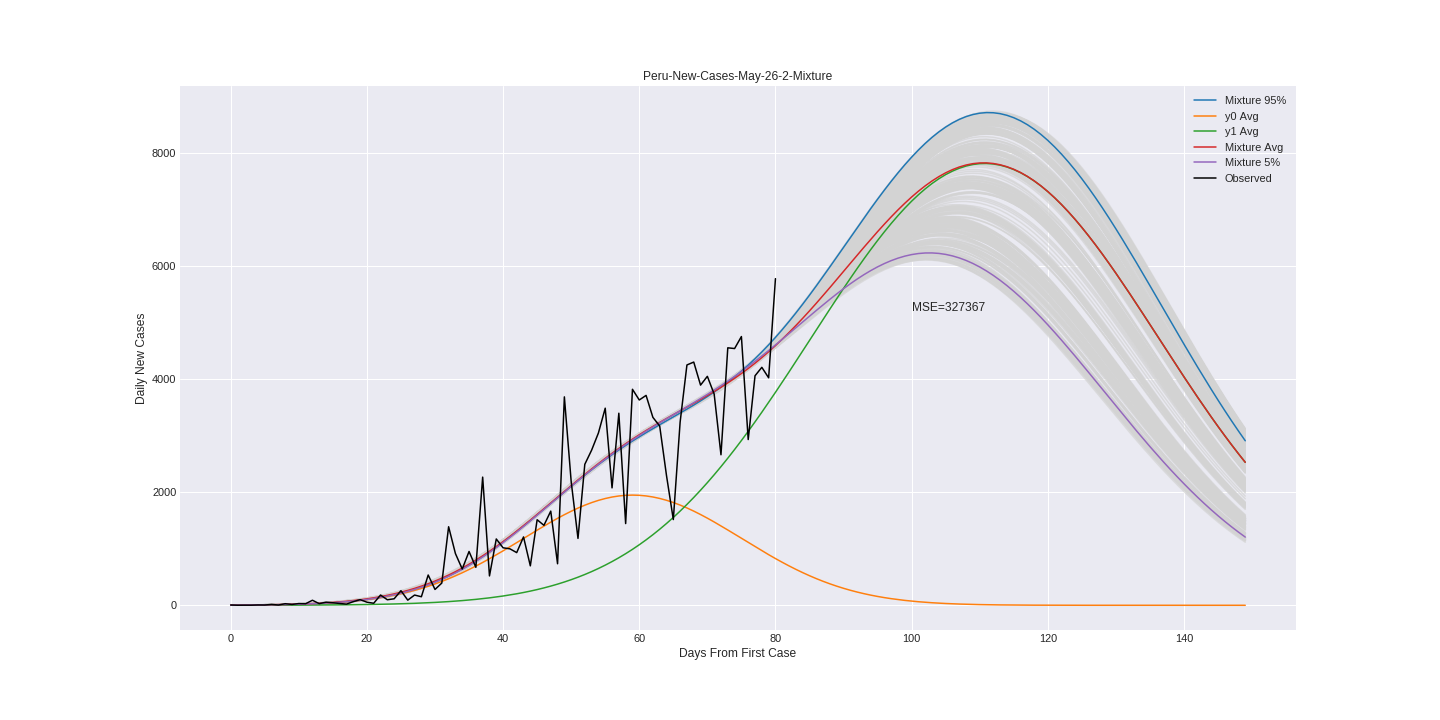 Peru-New-Cases-May-26-2-Mixture
Mixture 95%
y0 Avg
y1 Avg
Mixture Avg
Mixture 5%
Observed
MSE=327367
Daily New Cases
8000
6000
4000
2000
0
0 20 40 60 80 100 120 140
Days From First Case